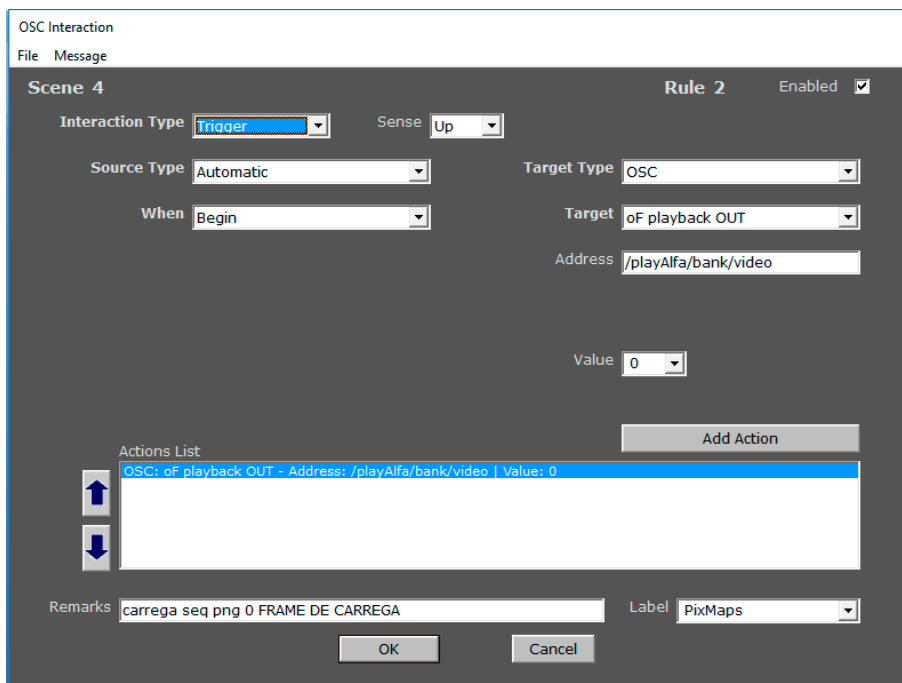 OSC Interaction
File Message
Scene 4 Rule 2 Enabled
Interaction Type Trigger Sense Up
Source Type Automatic Target Type OSC
When Begin Target oF playback OUT
Address /playAlfa/bank/video
Value 0
Add Action
Actions List
OSC: oF playback OUT - Address: /playAlfa/bank/video | Value: 0
Remarks carrega seq png 0 FRAME DE CARREGA Label PixMaps
OK Cancel